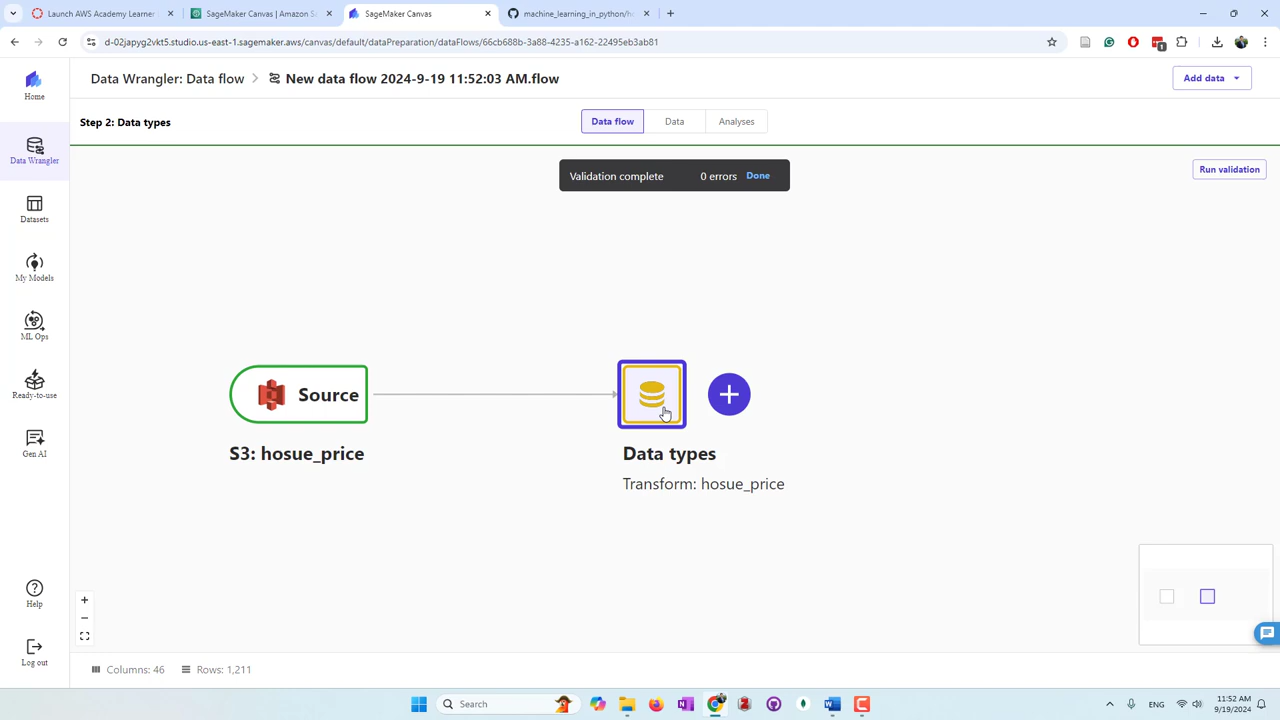 Launch AWS Academy Learner
SageMaker Canvas | Amazon S
SageMaker Canvas
machine_learning_in_python/ho
d-02japyg2vkt5.studio.us-east-1.sagemaker.aws/canvas/default/dataPreparation/dataFlows/66cb688b-3a88-4235-a162-22495eb3ab81
1
Home
Data Wrangler: Data flow
New data flow 2024-9-19 11:52:03 AM.flow
Add data
Step 2: Data types
Data flow
Data
Analyses
Data Wrangler
Validation complete
0 errors
Done
Run validation
Datasets
My Models
ML Ops
Ready-to-use
Gen AI
Source
S3: hosue_price
Data types
Transform: hosue_price
Help
Log out
Columns: 46
Rows: 1,211
Search
ENG
11:52 AM
9/19/2024